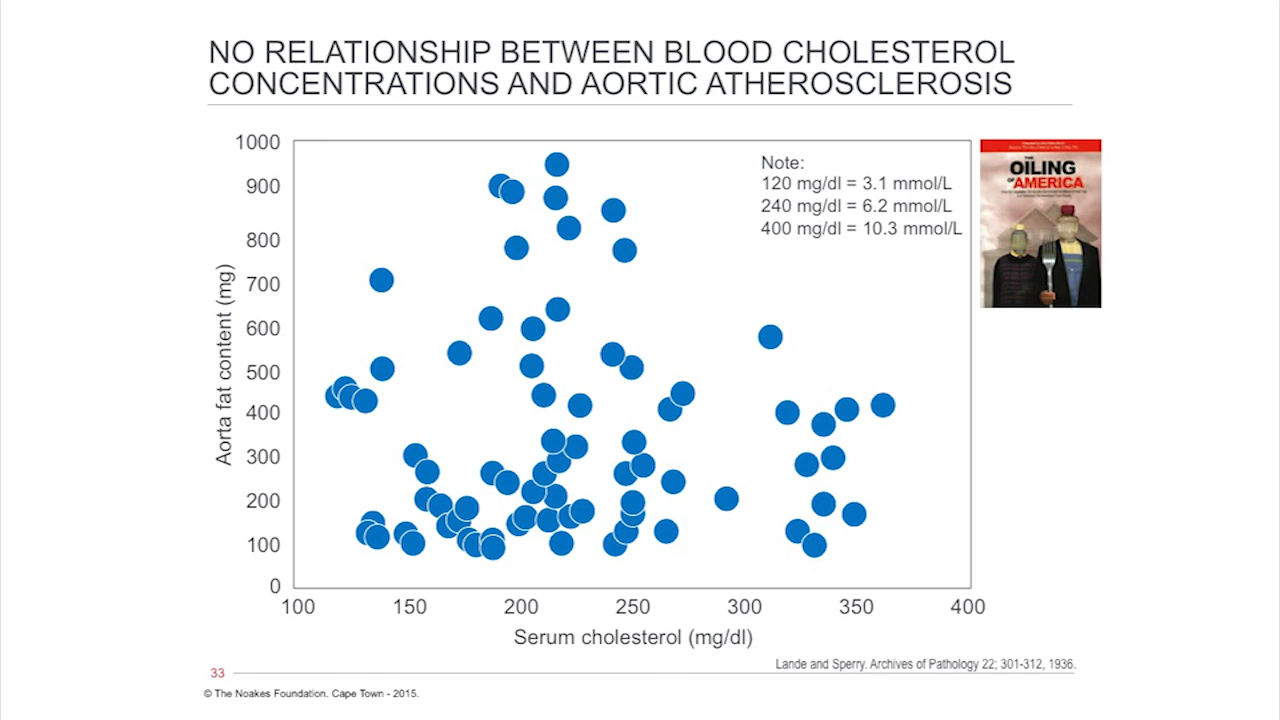 NO RELATIONSHIP BETWEEN BLOOD CHOLESTEROL
CONCENTRATIONS AND AORTIC ATHEROSCLEROSIS
1000
900
800
700
600
500
400
300
200
100
0
Aorta fat content (mg)
Note:
120 mg/dl = 3.1 mmol/L
240 mg/dl = 6.2 mmol/L
400 mg/dl = 10.3 mmol/L
THE
OILING
OF AMERICA
100 150 200 250 300 350 400
Serum cholesterol (mg/dl)
Lande and Sperry. Archives of Pathology 22; 301-312, 1936.
33
© The Noakes Foundation. Cape Town - 2015.